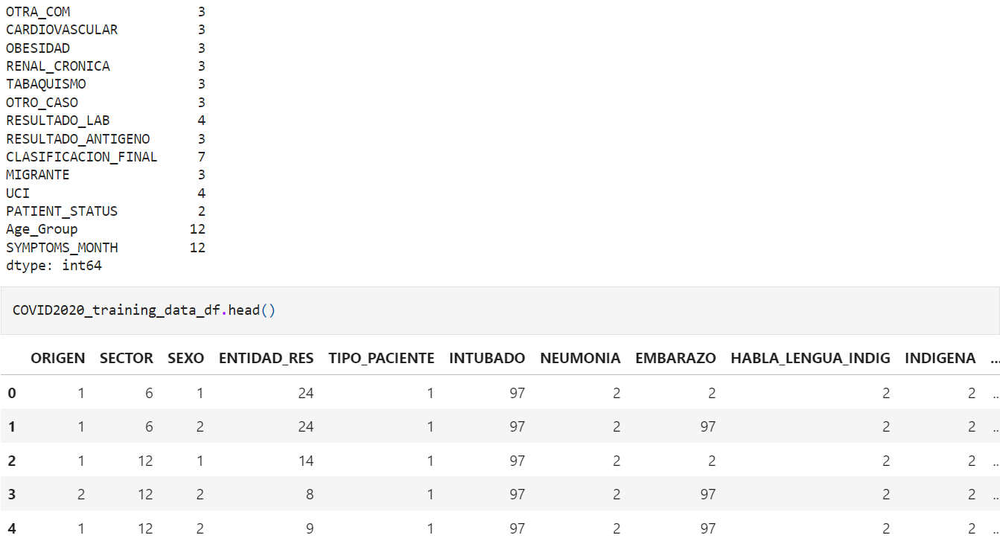 OTRA_COM 3
CARDIOVASCULAR 3
OBESIDAD 3
RENAL_CRONICA 3
TABAQUISMO 3
OTRO_CASO 3
RESULTADO_LAB 4
RESULTADO_ANTIGENO 3
CLASIFICACION_FINAL 7
MIGRANTE 3
UCI 4
PATIENT_STATUS 2
Age_Group 12
SYMPTOMS_MONTH 12
dtype: int64
COVID2020_training_data_df.head()
ORIGEN SECTOR SEXO ENTIDAD_RES TIPO_PACIENTE INTUBADO NEUMONIA EMBARAZO HABLA_LENGUA_INDIG INDIGENA ...
0 1 6 1 24 1 97 2 2 2 2 ..
1 1 6 2 24 1 97 2 97 2 2 ..
2 1 12 1 14 1 97 2 2 2 2 ..
3 2 12 2 8 1 97 2 97 2 2 ..
4 1 12 2 9 1 97 2 97 2 2 ..